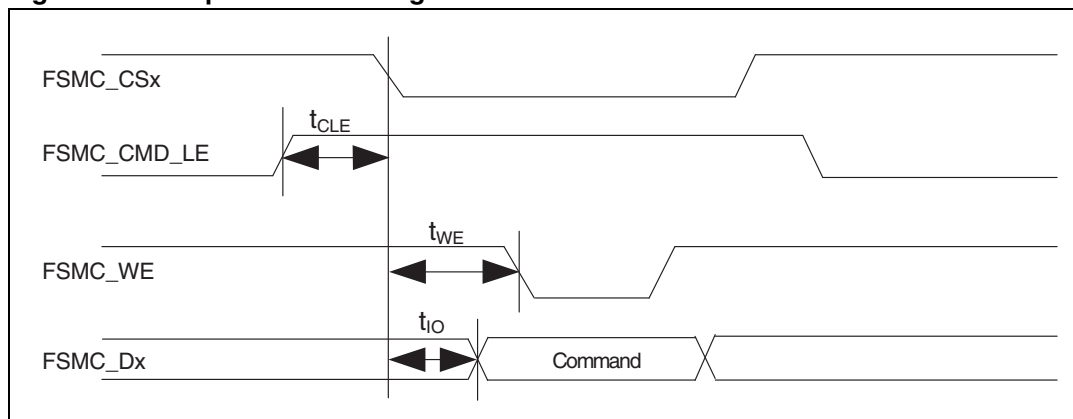 FSMC_CSx
tCLE
FSMC_CMD_LE
tWE
FSMC_WE
tIO
FSMC_Dx
Command